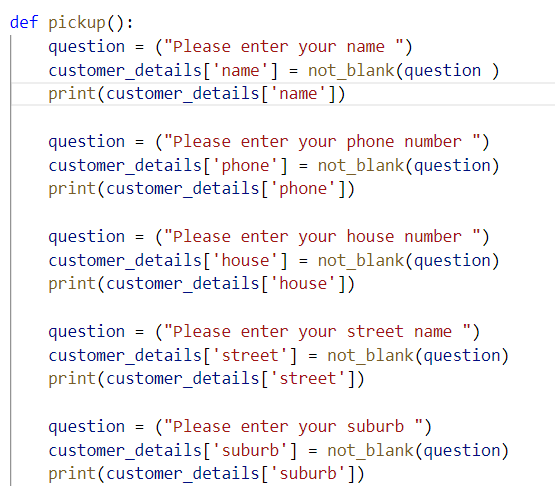 def pickup():
question = ("Please enter your name ")
customer_details['name'] = not_blank(question )
print(customer_details['name'])
question = ("Please enter your phone number ")
customer_details['phone'] = not_blank(question)
print(customer_details['phone'])
question = ("Please enter your house number ")
customer_details['house'] = not_blank(question)
print(customer_details['house'])
question = ("Please enter your street name ")
customer_details['street'] = not_blank(question)
print(customer_details['street'])
question = ("Please enter your suburb ")
customer_details['suburb'] = not_blank(question)
print(customer_details['suburb'])